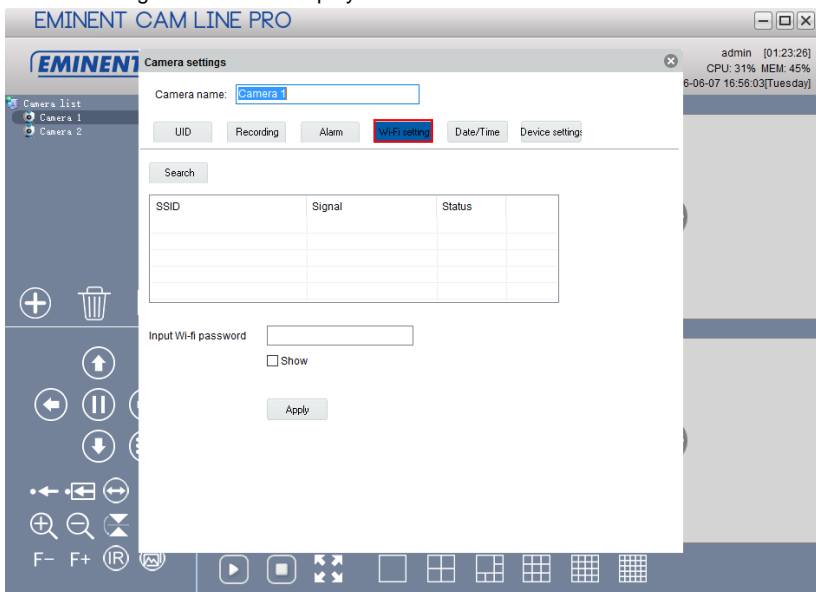 EMINENT CAM LINE PRO
EMINENT
admin [01:23:26]
CPU: 31% MEM: 45%
6-06-07 16:56:03[Tuesday]
Camera settings
Camera name: Camera 1
Camera list
Camera 1
Camera 2
UID Recording Alarm Wi-Fi setting Date/Time Device settings
Search
SSID Signal Status
Input Wi-fi password
Show
Apply
F- F+ IR